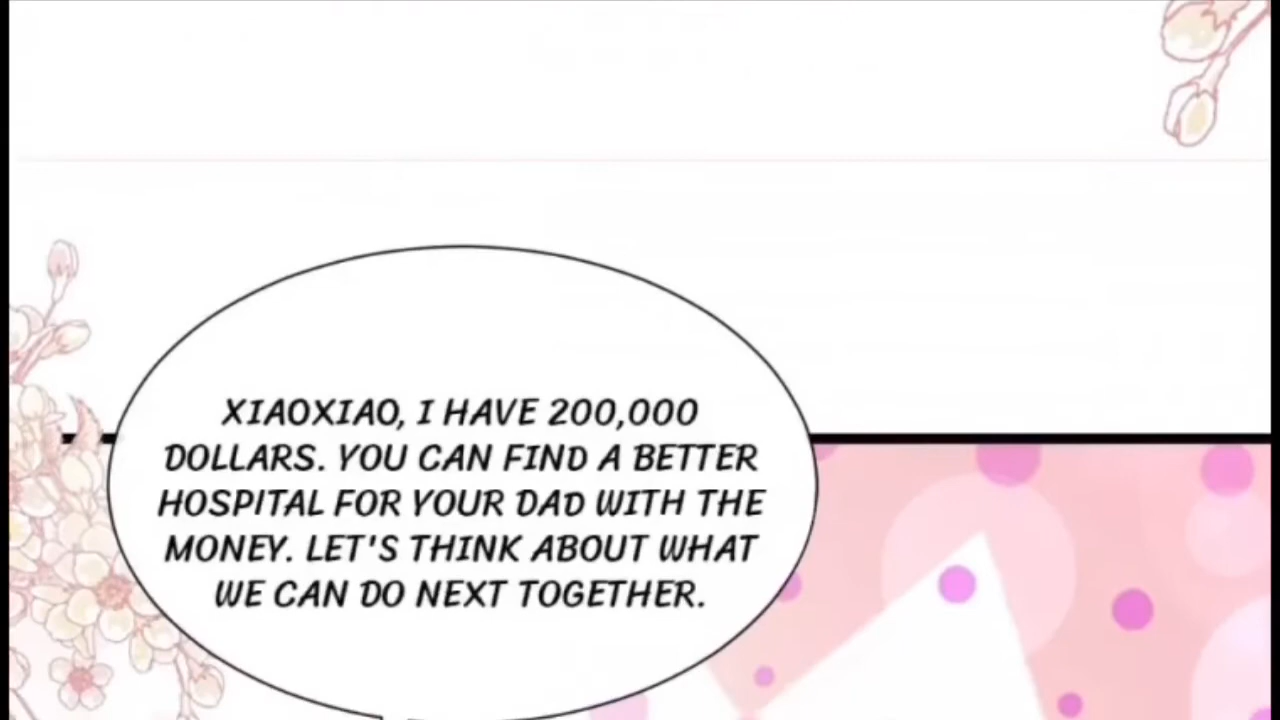 XIAOXIAO, I HAVE 200,000
DOLLARS. YOU CAN FIND A BETTER
HOSPITAL FOR YOUR DAD WITH THE
MONEY. LET'S THINK ABOUT WHAT
WE CAN DO NEXT TOGETHER.